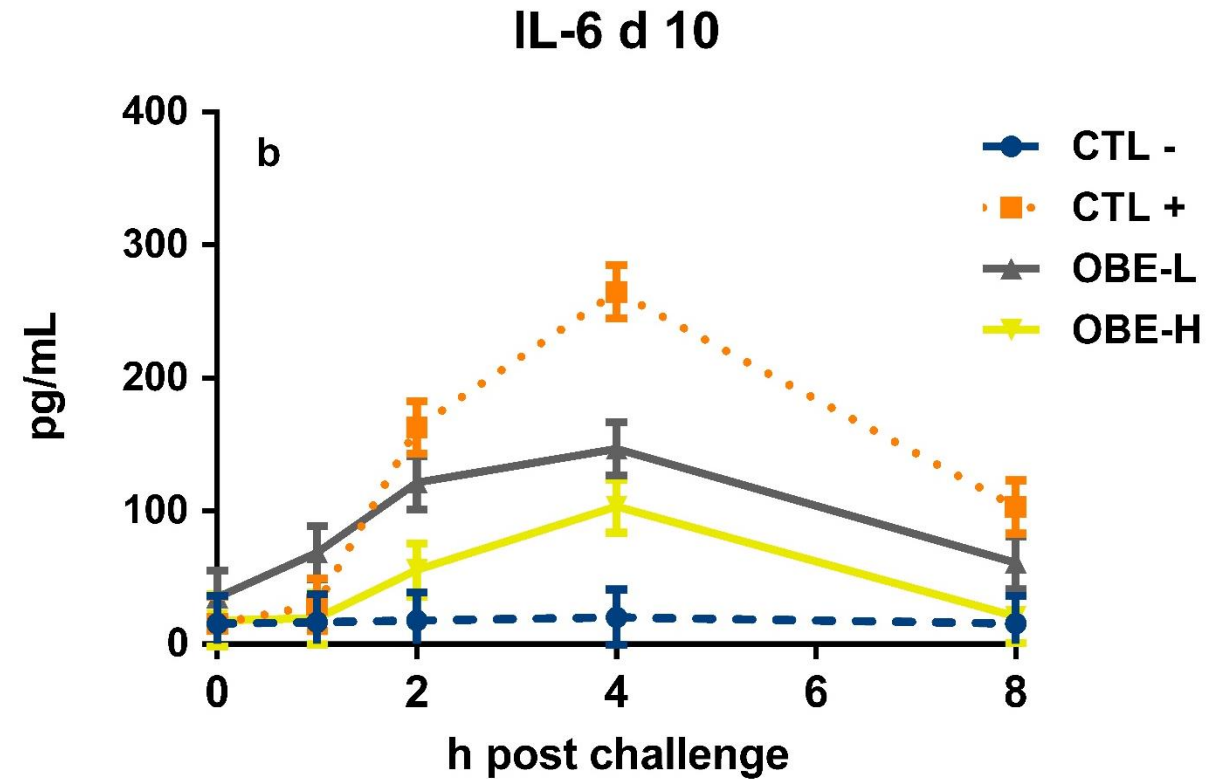 IL-6 d 10
400
b
300
200
100
0
pg/mL
0 2 4 6 8
h post challenge
CTL -
CTL +
OBE-L
OBE-H